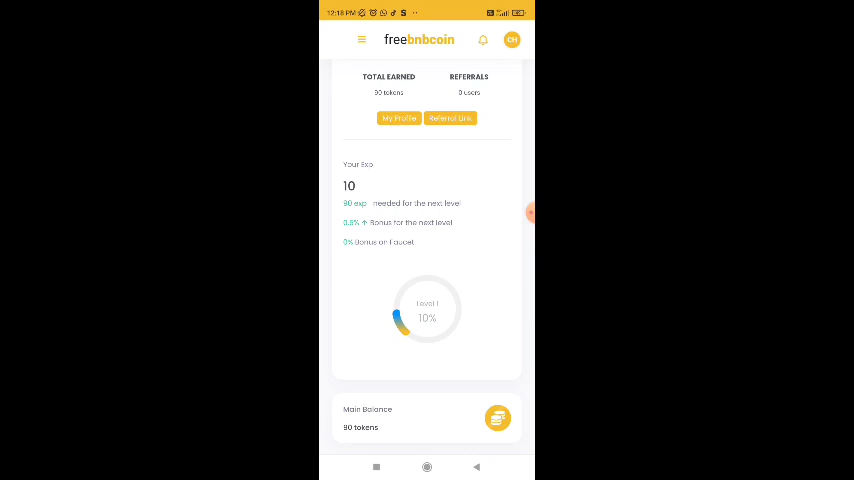 12:18 PM
freebnbcoin
CH
TOTAL EARNED
REFERRALS
90 tokens
0 users
My Profile
Referral Link
Your Exp
10
90 exp needed for the next level
0.5% ↑ Bonus for the next level
0% Bonus on Faucet
Level 1
10%
Main Balance
90 tokens